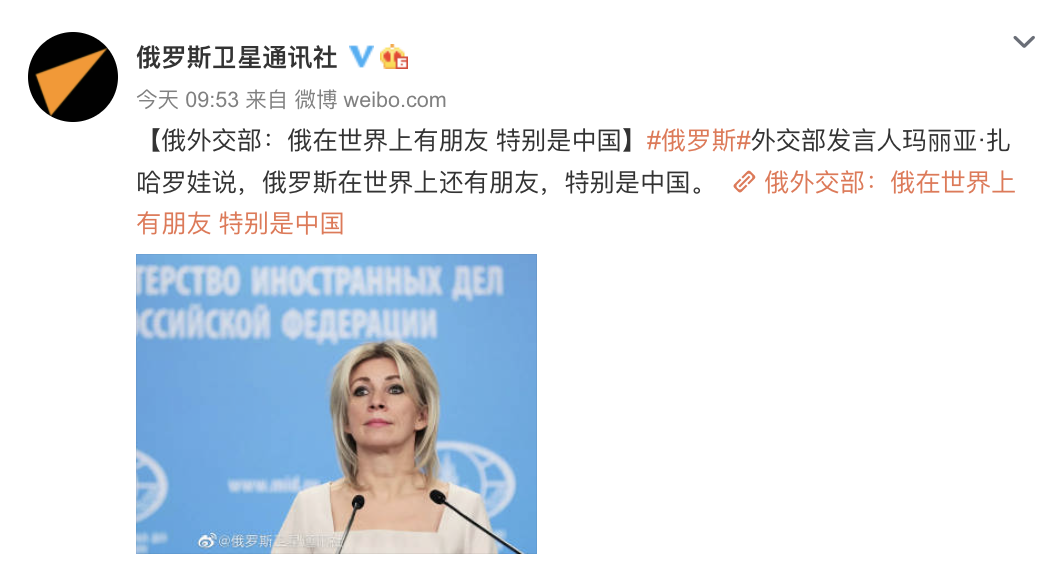 俄罗斯卫星通讯社
今天 09:53 来自 微博 weibo.com
【俄外交部：俄在世界上有朋友 特别是中国】#俄罗斯#外交部发言人玛丽亚·扎
哈罗娃说，俄罗斯在世界上还有朋友，特别是中国。 俄外交部：俄在世界上
有朋友 特别是中国
ТЕРСТВО ИНОСТРАННЫХ ДЕЛ
ССИЙСКОЙ ФЕДЕРАЦИИ
www.mid.
@俄罗斯卫星通讯社